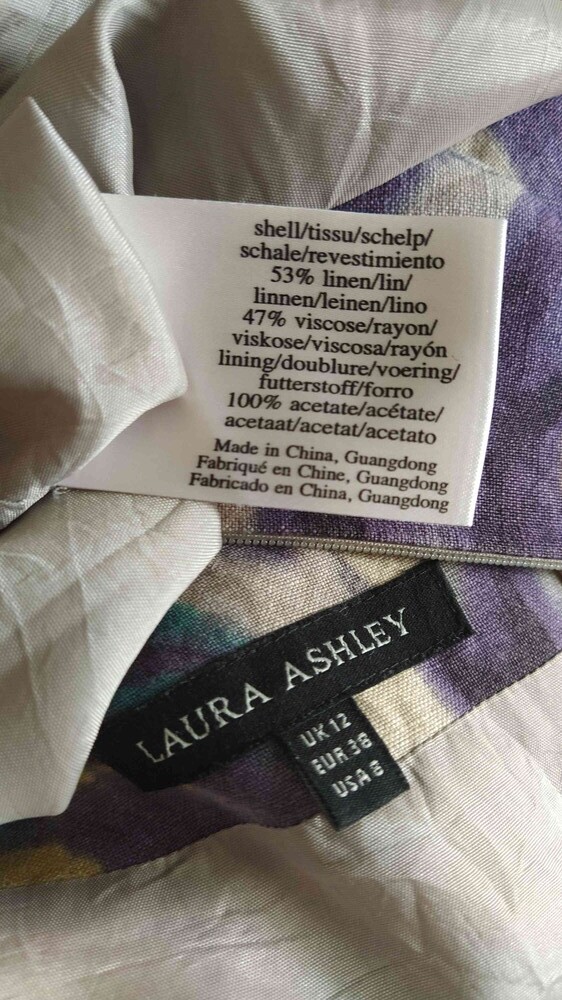 shell/tissu/schelp/
schale/revestimiento
53% linen/lin/
linnen/leinen/lino
47% viscose/rayon/
viskose/viscosa/rayón
lining/doublure/voering/
futterstoff/forro
100% acetate/acétate/
acetaat/acetat/acetato
Made in China, Guangdong
Fabriqué en Chine, Guangdong
Fabricado en China, Guangdong
LAURA ASHLEY
UK 12
EUR 38
USA 8